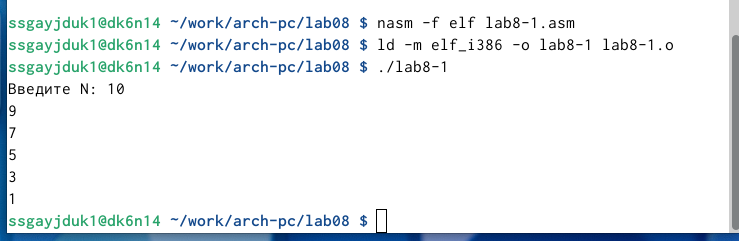 ssgayjduk1@dk6n14 ~/work/arch-pc/lab08 $ nasm -f elf lab8-1.asm
ssgayjduk1@dk6n14 ~/work/arch-pc/lab08 $ ld -m elf_i386 -o lab8-1 lab8-1.o
ssgayjduk1@dk6n14 ~/work/arch-pc/lab08 $ ./lab8-1
Введите N: 10
9
7
5
3
1
ssgayjduk1@dk6n14 ~/work/arch-pc/lab08 $